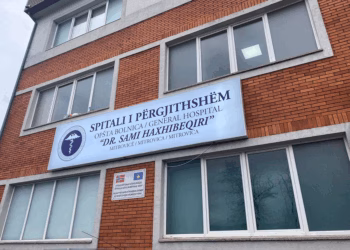 SPITALI I PËRGJITHSHËM
OPŠTA BOLNICA / GENERAL HOSPITAL
"DR. SAMI HAXHIBEQIRI"
MITROVICË / MITROVICA / MITROVICA